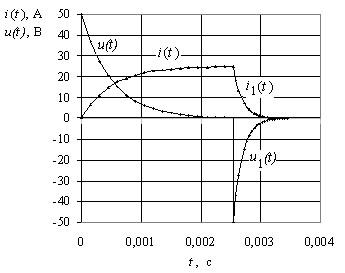 i(t), А
u(t), В
50
40
30
20
10
0
-10
-20
-30
-40
-50
u(t)
i(t)
i1(t)
u1(t)
0
0,001
0,002
0,003
0,004
t, с